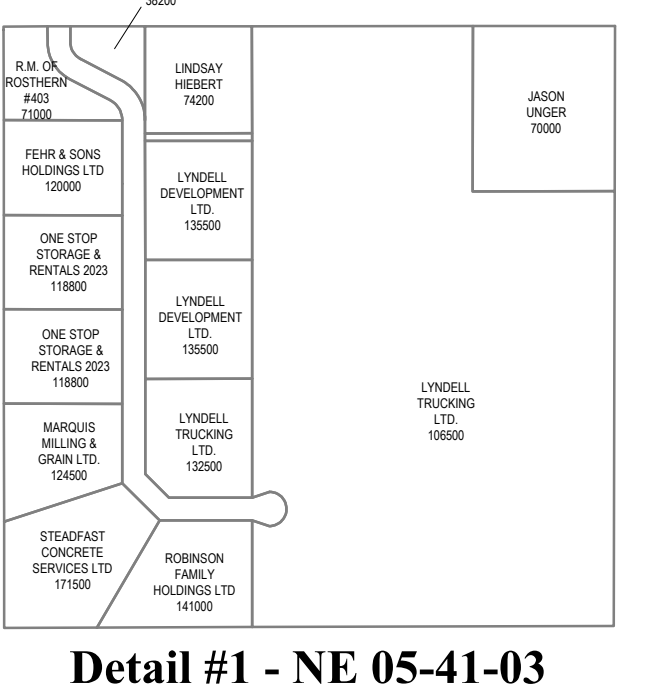 38200
R.M. OF
ROSTHERN
#403
71000
LINDSAY
HIEBERT
74200
JASON
UNGER
70000
FEHR & SONS
HOLDINGS LTD
120000
LYNDELL
DEVELOPMENT
LTD.
135500
ONE STOP
STORAGE &
RENTALS 2023
118800
LYNDELL
DEVELOPMENT
LTD.
135500
ONE STOP
STORAGE &
RENTALS 2023
118800
LYNDELL
TRUCKING
LTD.
106500
MARQUIS
MILLING &
GRAIN LTD.
124500
LYNDELL
TRUCKING
LTD.
132500
STEADFAST
CONCRETE
SERVICES LTD
171500
ROBINSON
FAMILY
HOLDINGS LTD
141000
Detail #1 - NE 05-41-03